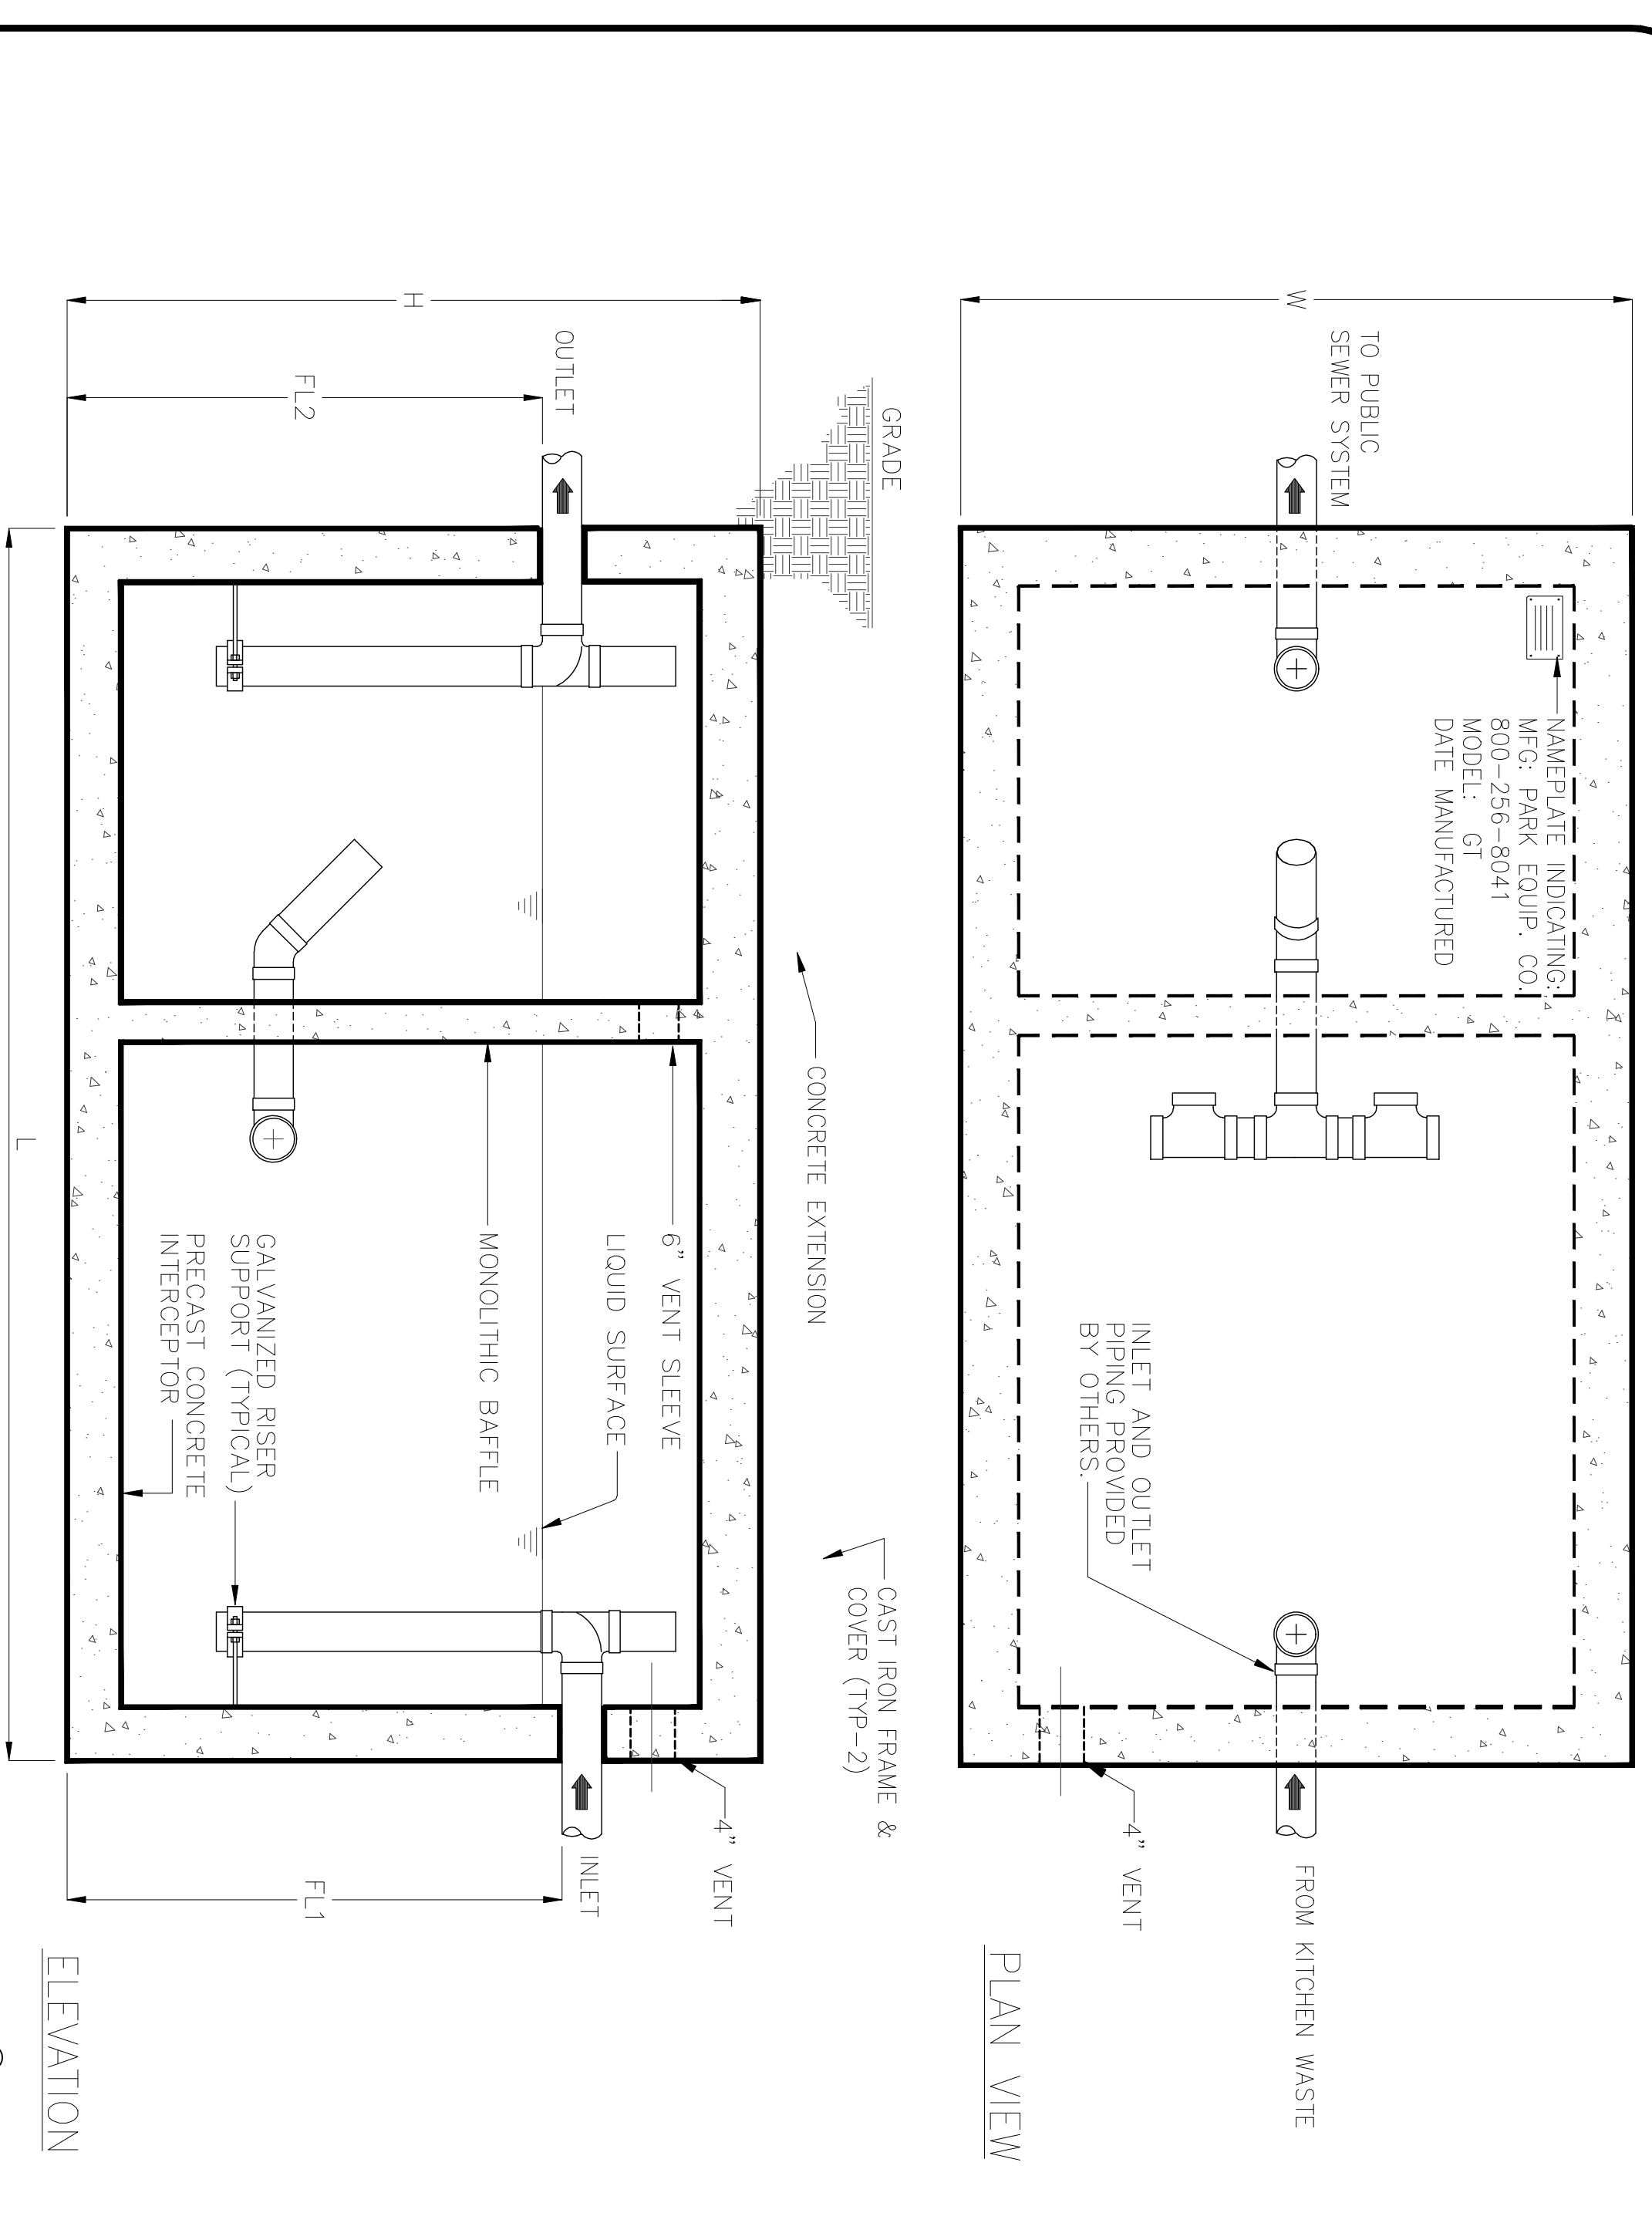 W
TO PUBLIC
SEWER SYSTEM
NAMEPLATE INDICATING:
MFG: PARK EQUIP. CO.
800-256-8041
MODEL: GT
DATE MANUFACTURED
INLET AND OUTLET
PIPING PROVIDED
BY OTHERS.
FROM KITCHEN WASTE
4" VENT
PLAN VIEW
GRADE
CONCRETE EXTENSION
CAST IRON FRAME &
COVER (TYP-2)
H
FL2
OUTLET
6" VENT SLEEVE
LIQUID SURFACE
MONOLITHIC BAFFLE
GALVANIZED RISER
SUPPORT (TYPICAL)
PRECAST CONCRETE
INTERCEPTOR
4" VENT
INLET
FL1
L
ELEVATION